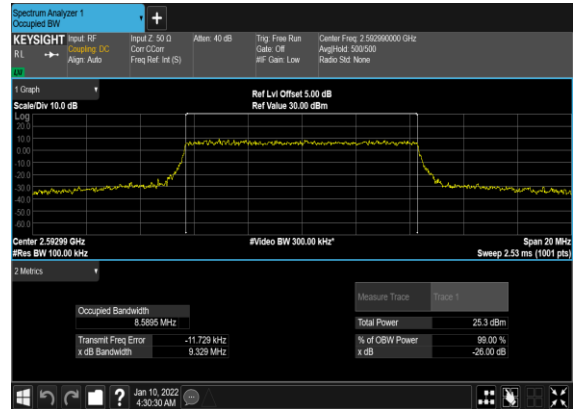 Spectrum Analyzer 1
Occupied BW
KEYSIGHT Input: RF Input Z: 50 Ω Atten: 40 dB Trig: Free Run Center Freq: 2.592990000 GHz
RL Coupling: DC Corr CCorr Gate: Off Avg|Hold: 500/500
Align: Auto Freq Ref: Int (S) #IF Gain: Low Radio Std: None
LXI
1 Graph
Ref Lvl Offset 5.00 dB
Scale/Div 10.0 dB Ref Value 30.00 dBm
Log
20.0
10.0
0.00
-10.0
-20.0
-30.0
-40.0
-50.0
-60.0
Center 2.59299 GHz #Video BW 300.00 kHz* Span 20 MHz
#Res BW 100.00 kHz Sweep 2.53 ms (1001 pts)
2 Metrics
Measure Trace Trace 1
Occupied Bandwidth
8.5895 MHz Total Power 25.3 dBm
Transmit Freq Error -11.729 kHz % of OBW Power 99.00 %
x dB Bandwidth 9.329 MHz x dB -26.00 dB
Jan 10, 2022
4:30:30 AM